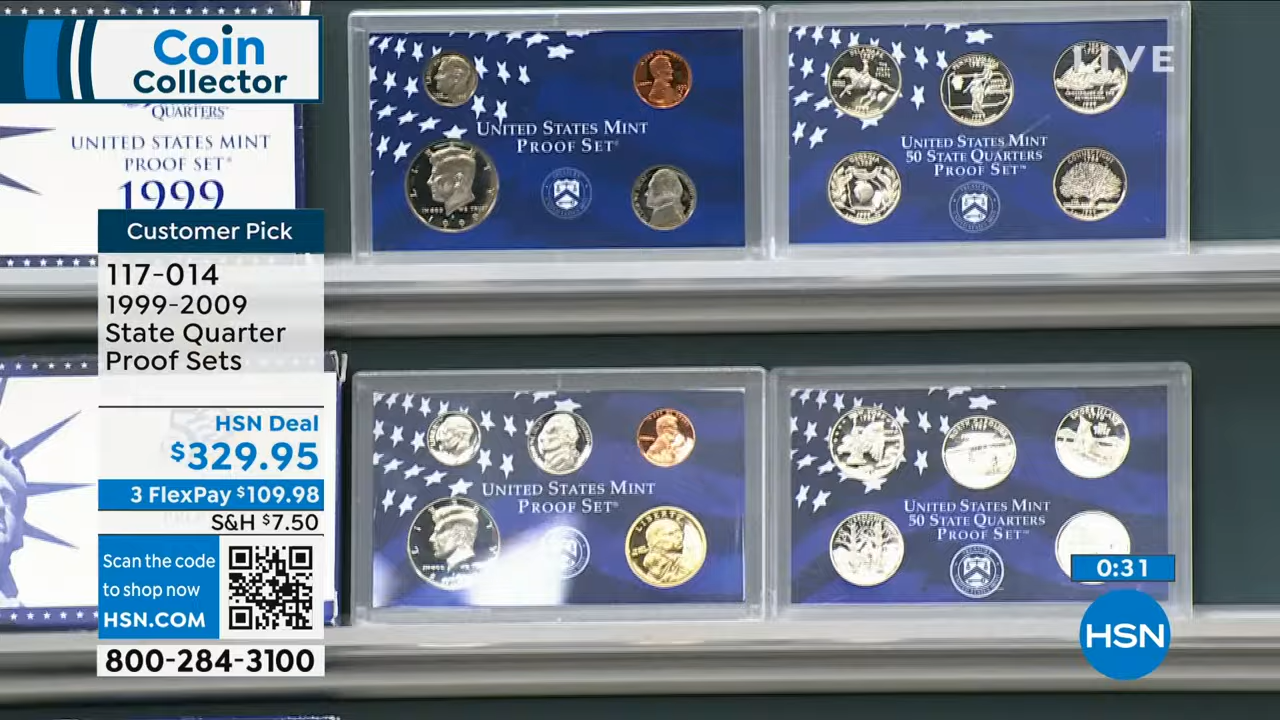 Coin
Collector
QUARTERS™
UNITED STATES MINT
PROOF SET®
1999
Customer Pick
117-014
1999-2009
State Quarter
Proof Sets
HSN Deal
$329.95
3 FlexPay $109.98
S&H $7.50
Scan the code
to shop now
HSN.COM
800-284-3100
UNITED STATES MINT
PROOF SET®
LIVE
UNITED STATES MINT
50 STATE QUARTERS
PROOF SET™
UNITED STATES MINT
PROOF SET®
LIBERTY
UNITED STATES MINT
50 STATE QUARTERS
PROOF SET™
0:31
HSN